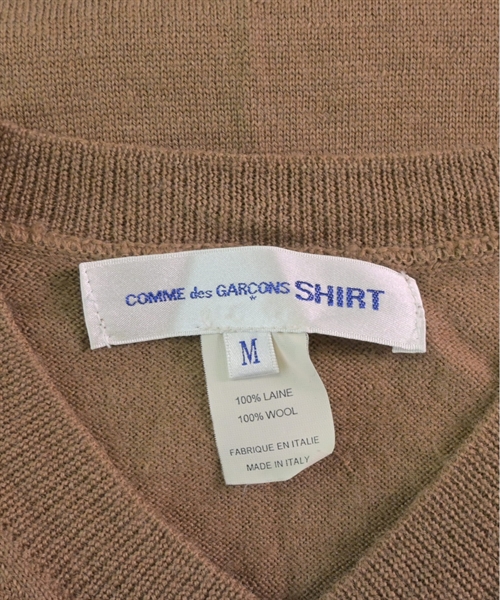 COMME des GARÇONS SHIRT
M
100% LAINE
100% WOOL
FABRIQUE EN ITALIE
MADE IN ITALY